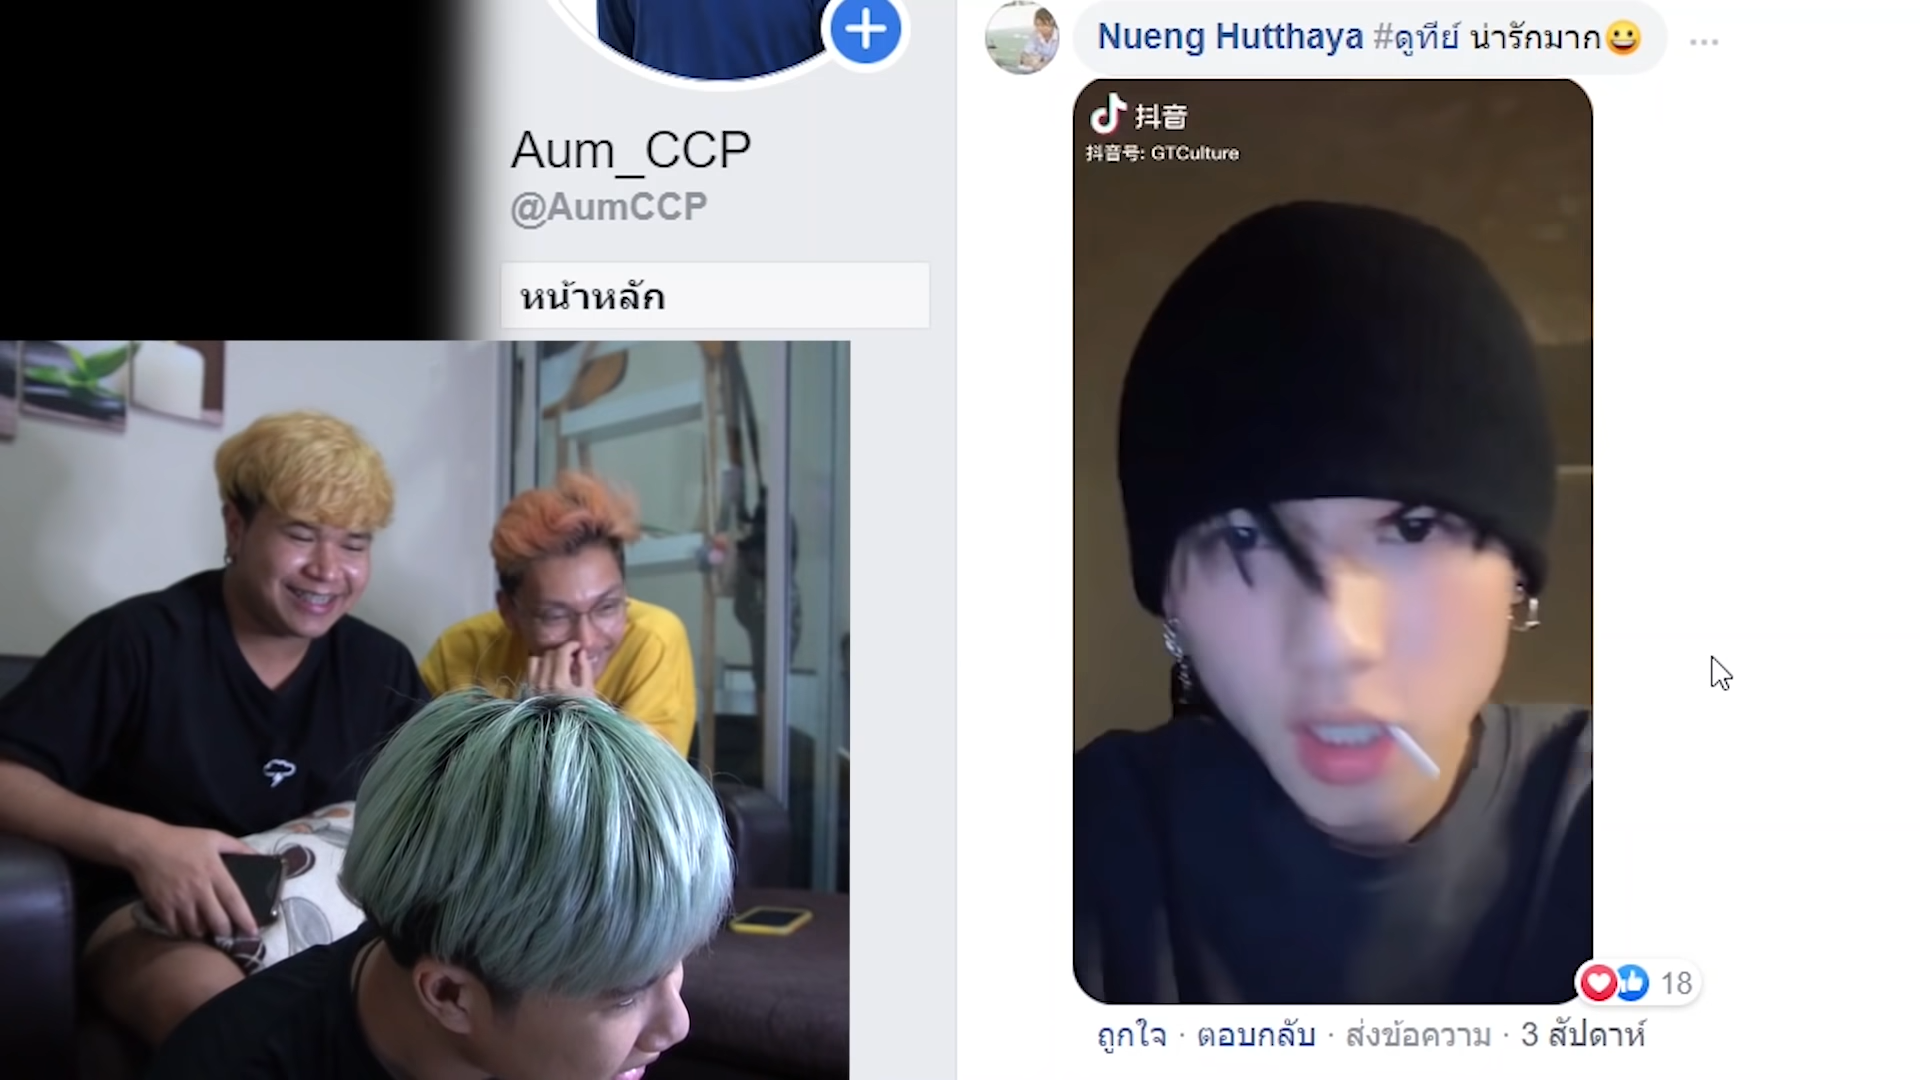 Aum_CCP
@AumCCP
หน้าหลัก
Nueng Hutthaya #ดูทีย์ น่ารักมาก😀
抖音
抖音号: GTCulture
18
ถูกใจ · ตอบกลับ · ส่งข้อความ · 3 สัปดาห์